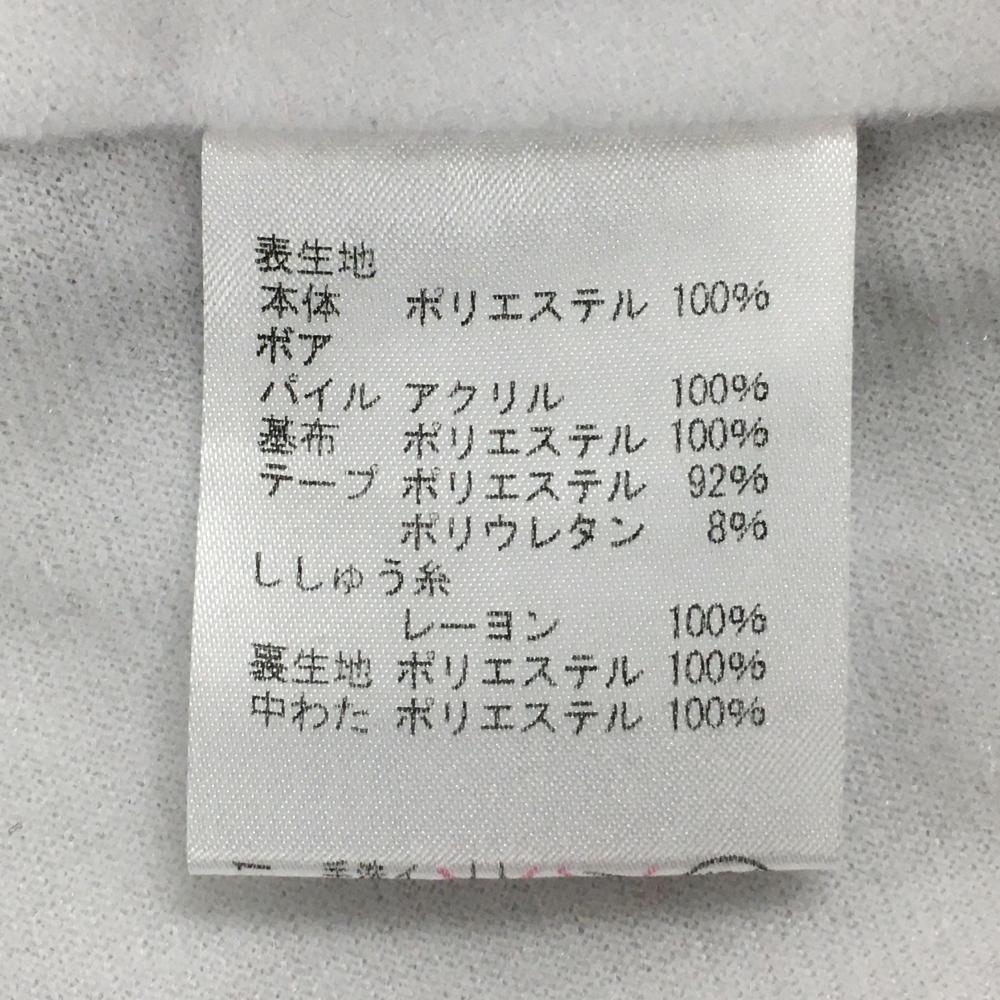 表生地
本体 ポリエステル 100%
ボア
パイル アクリル 100%
基布 ポリエステル 100%
テープ ポリエステル 92%
ポリウレタン 8%
ししゅう糸
レーヨン 100%
裏生地 ポリエステル 100%
中わた ポリエステル 100%